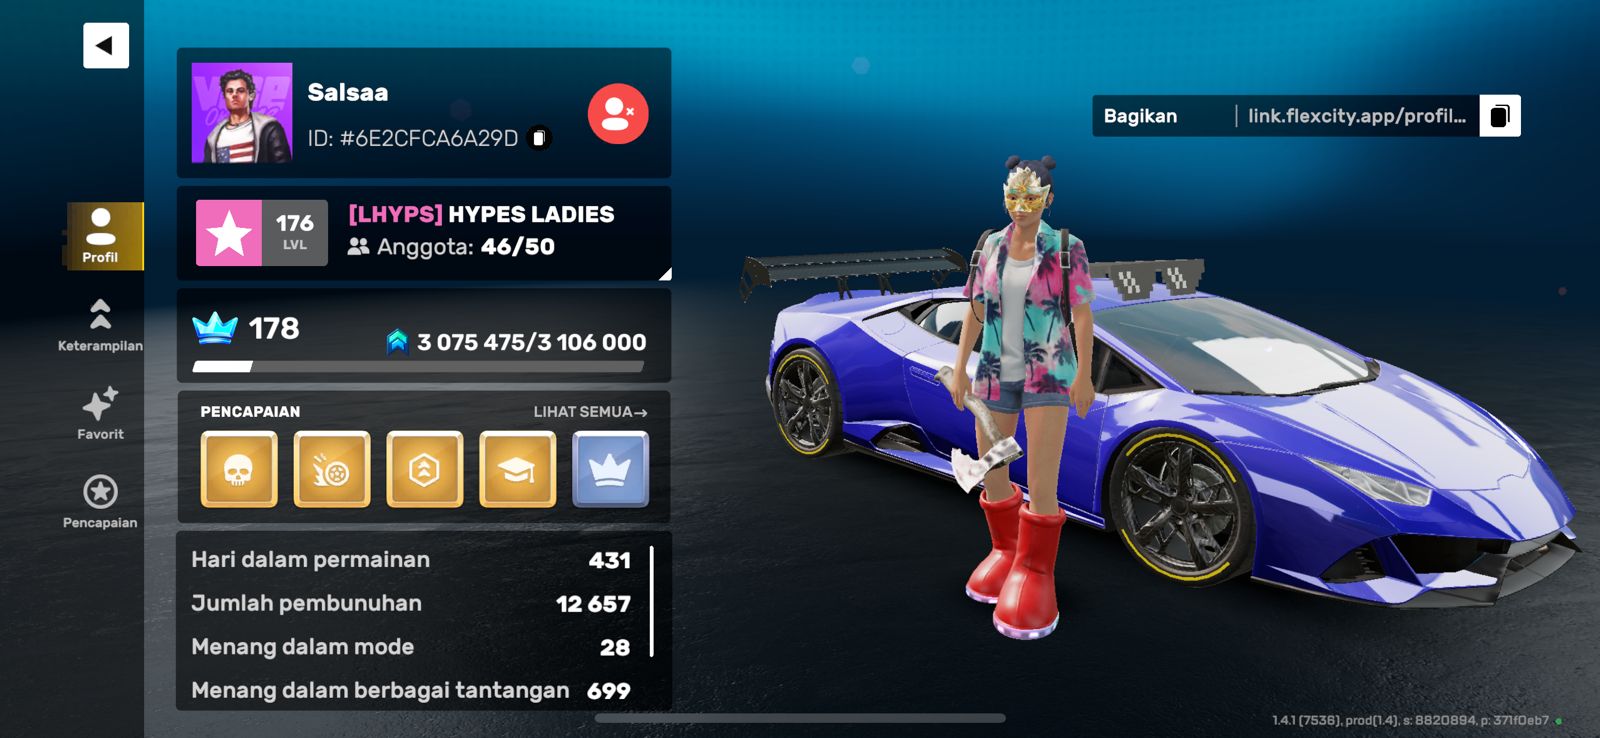 Salsaa
ID: #6E2CFCA6A29D
Bagikan
link.flexcity.app/profil...
176
LVL
[LHYPS] HYPES LADIES
Anggota: 46/50
Profil
178
3 075 475/3 106 000
Keterampilan
PENCAPAIAN
LIHAT SEMUA→
Favorit
Pencapaian
Hari dalam permainan 431
Jumlah pembunuhan 12 657
Menang dalam mode 28
Menang dalam berbagai tantangan 699
1.4.1 (7536), prod(1.4), s: 8820894, p: 371f0eb7